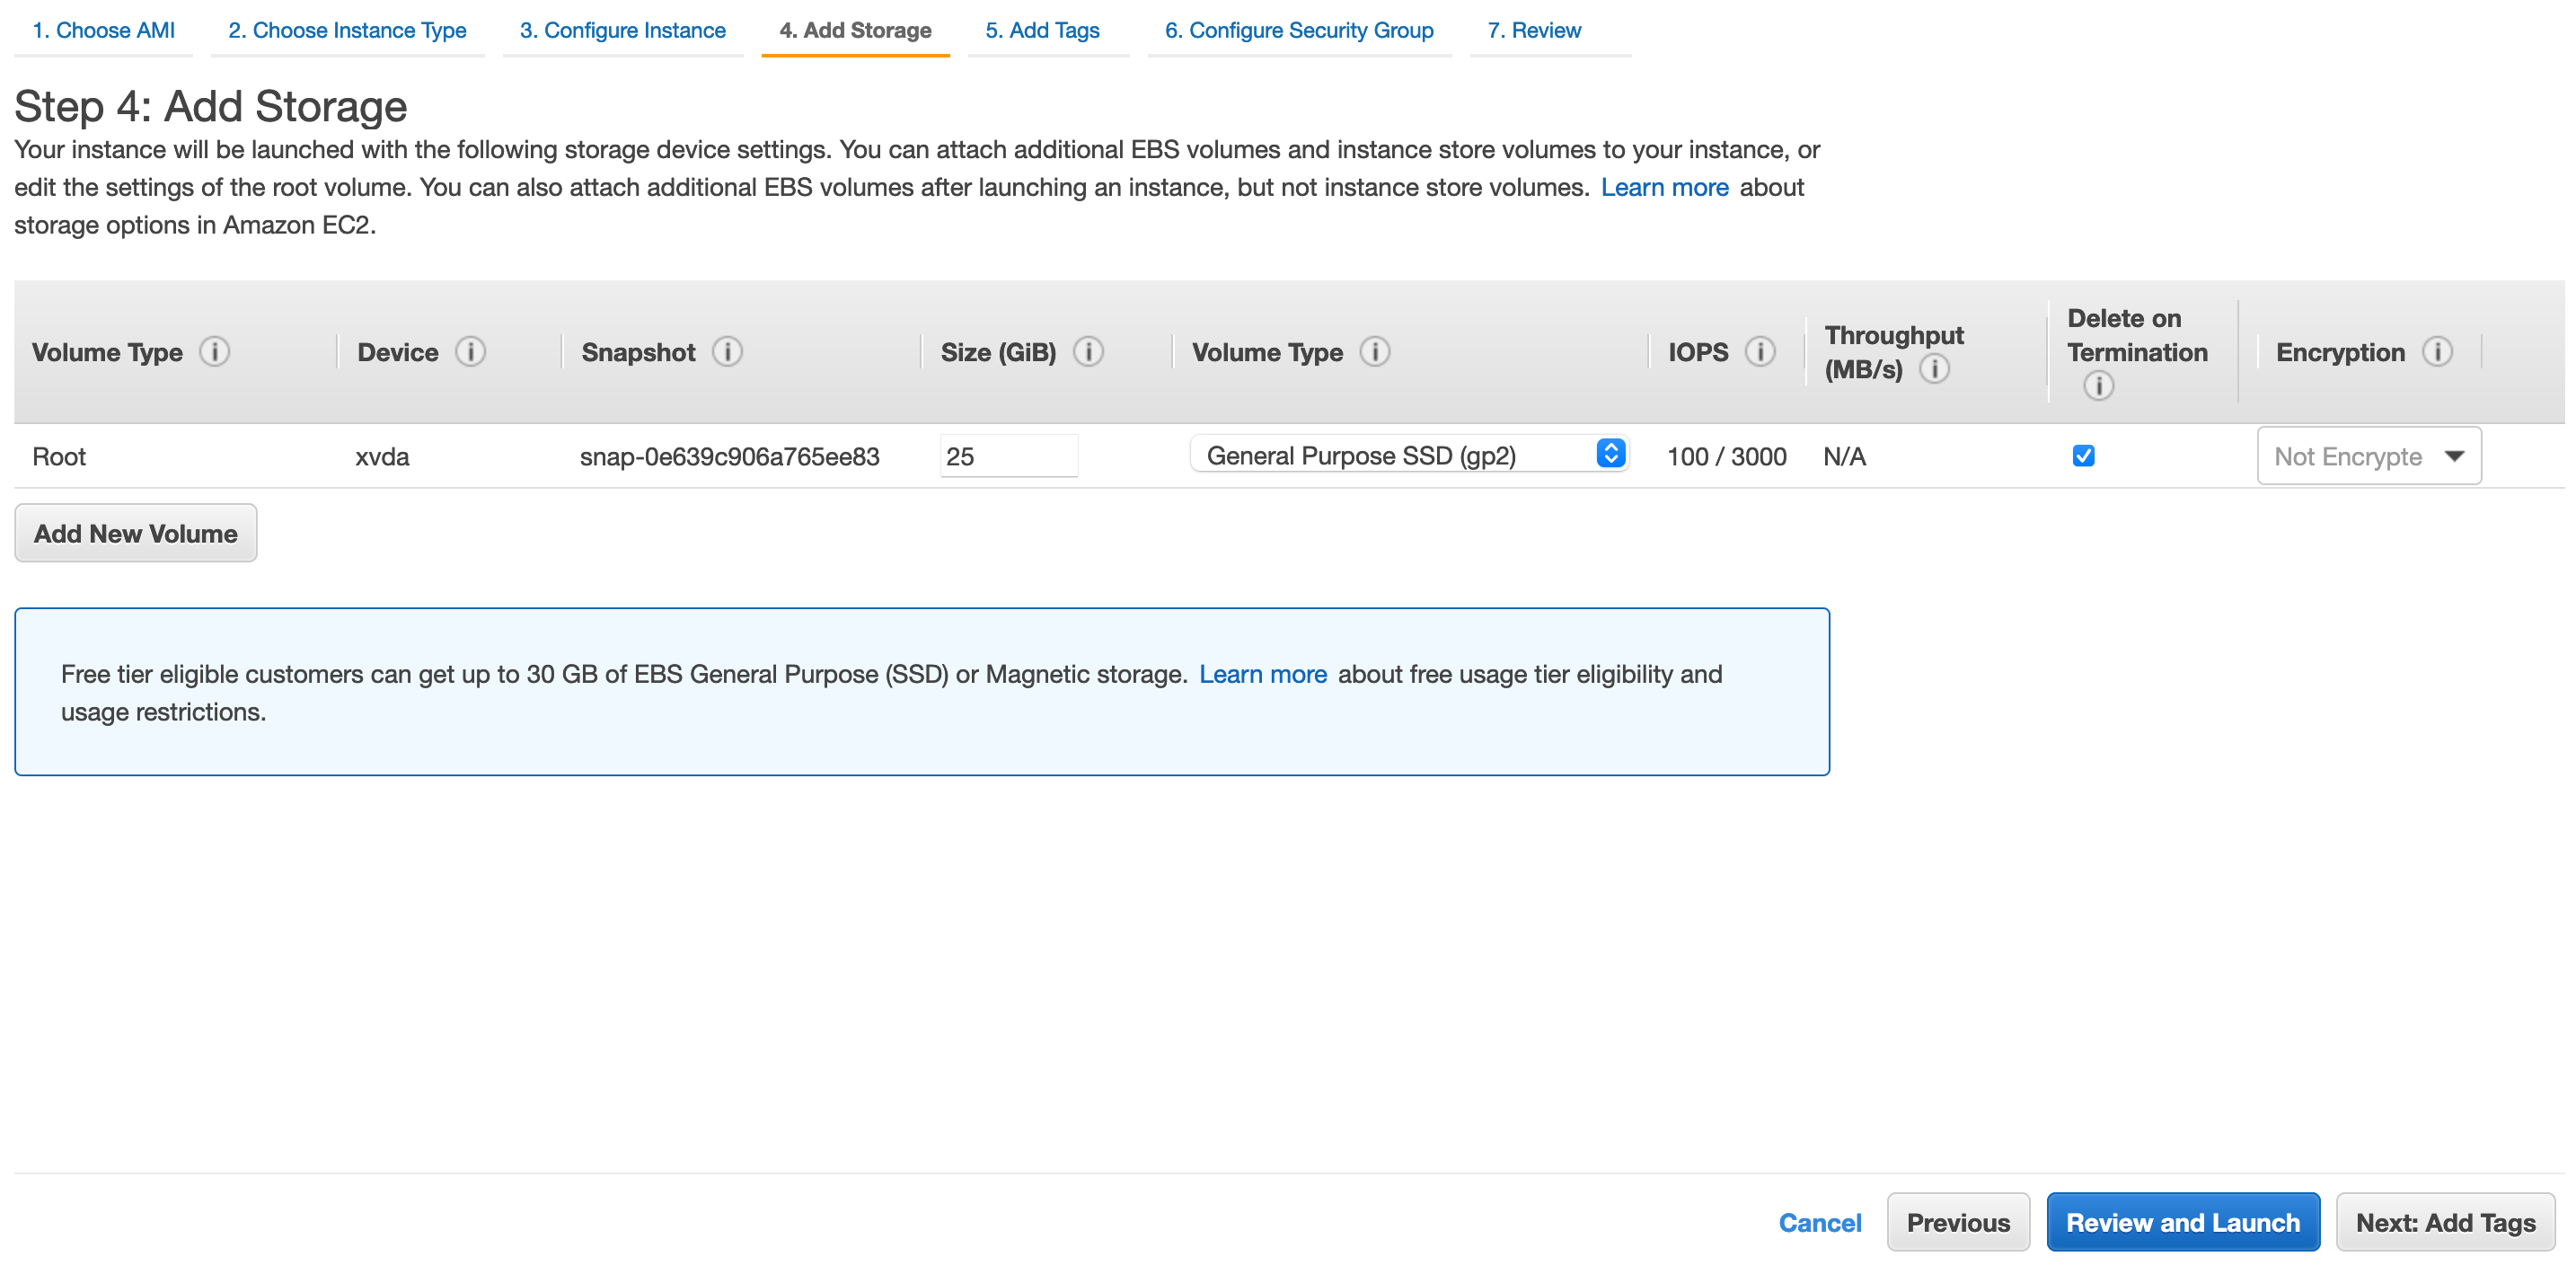 1. Choose AMI 2. Choose Instance Type 3. Configure Instance 4. Add Storage 5. Add Tags 6. Configure Security Group 7. Review
Step 4: Add Storage
Your instance will be launched with the following storage device settings. You can attach additional EBS volumes and instance store volumes to your instance, or
edit the settings of the root volume. You can also attach additional EBS volumes after launching an instance, but not instance store volumes. Learn more about
storage options in Amazon EC2.
Volume Type i Device i Snapshot i Size (GiB) i Volume Type i IOPS i Throughput (MB/s) i Delete on Termination i Encryption i
Root xvda snap-0e639c906a765ee83 25 General Purpose SSD (gp2) 100 / 3000 N/A Not Encrypte
Add New Volume
Free tier eligible customers can get up to 30 GB of EBS General Purpose (SSD) or Magnetic storage. Learn more about free usage tier eligibility and
usage restrictions.
Cancel Previous Review and Launch Next: Add Tags